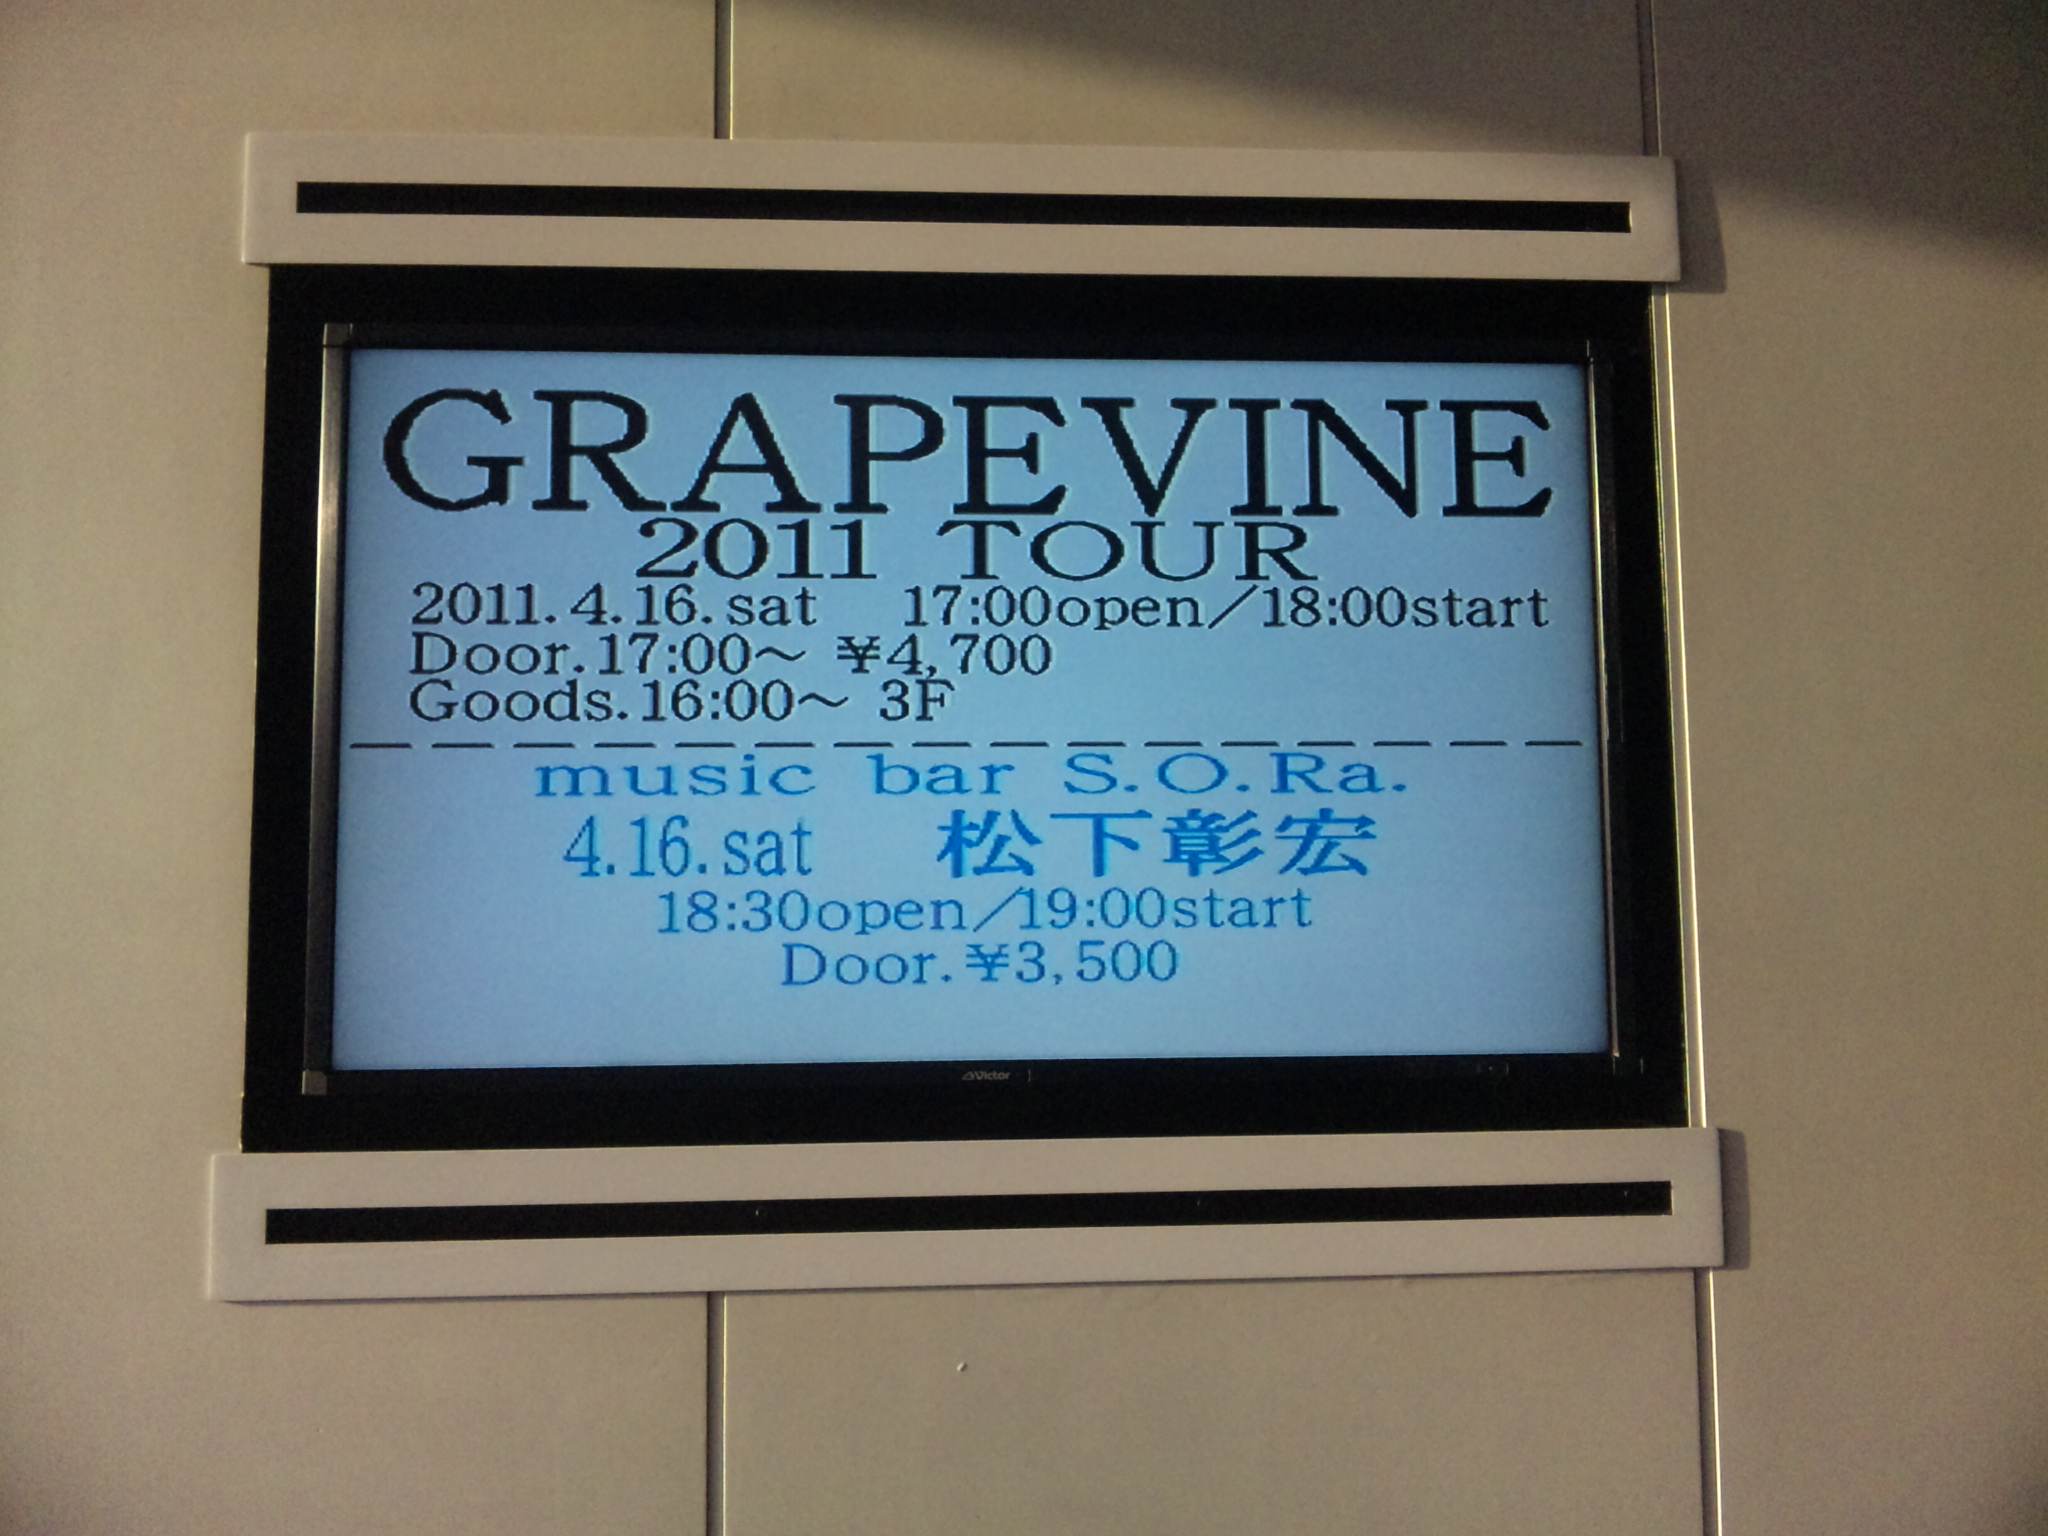 GRAPEVINE
2011 TOUR
2011.4.16.sat 17:00open/18:00start
Door.17:00～ ¥4,700
Goods.16:00～ 3F
music bar S.O.Ra.
4.16.sat 松下彰宏
18:30open/19:00start
Door.¥3,500
Victor